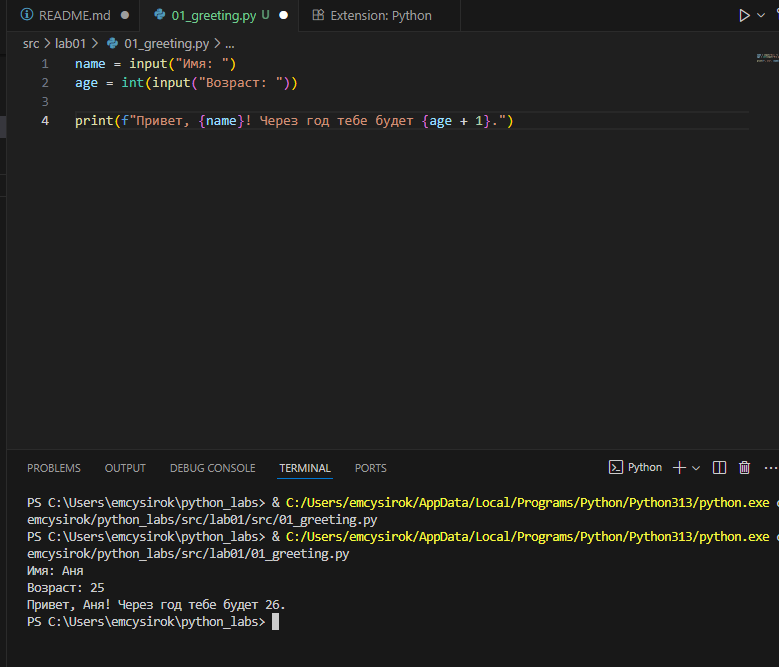 README.md
01_greeting.py U
Extension: Python
src > lab01 > 01_greeting.py > ...
1 name = input("Имя: ")
2 age = int(input("Возраст: "))
3
4 print(f"Привет, {name}! Через год тебе будет {age + 1}.")
PROBLEMS OUTPUT DEBUG CONSOLE TERMINAL PORTS
Python
PS C:\Users\emcysirok\python_labs> & C:/Users/emcysirok/AppData/Local/Programs/Python/Python313/python.exe
emcysirok/python_labs/src/lab01/src/01_greeting.py
PS C:\Users\emcysirok\python_labs> & C:/Users/emcysirok/AppData/Local/Programs/Python/Python313/python.exe
emcysirok/python_labs/src/lab01/01_greeting.py
Имя: Аня
Возраст: 25
Привет, Аня! Через год тебе будет 26.
PS C:\Users\emcysirok\python_labs>